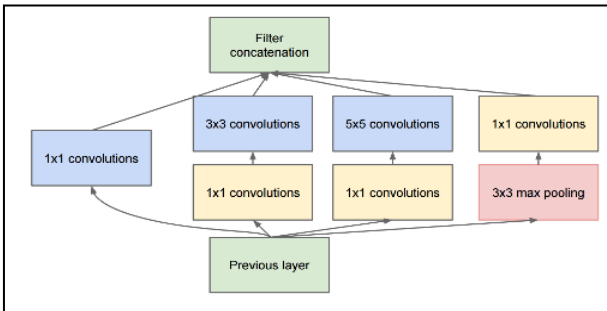 Filter
concatenation
3x3 convolutions
5x5 convolutions
1x1 convolutions
1x1 convolutions
1x1 convolutions
1x1 convolutions
3x3 max pooling
Previous layer